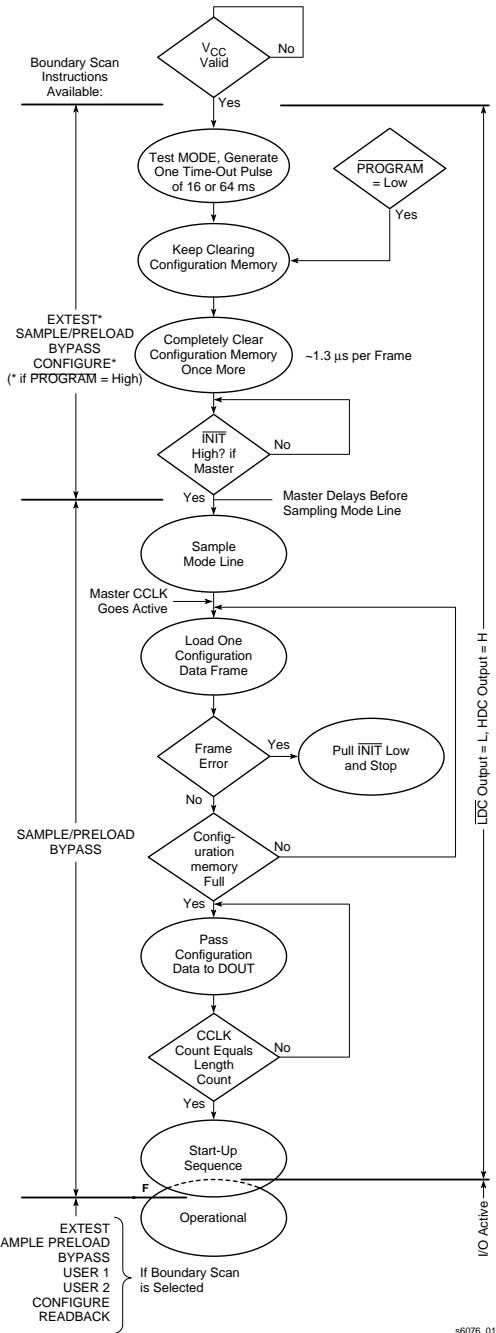 Boundary Scan
Instructions
Available:
VCC
Valid
No
Yes
Test MODE, Generate
One Time-Out Pulse
of 16 or 64 ms
PROGRAM
= Low
Yes
Keep Clearing
Configuration Memory
EXTEST*
SAMPLE/PRELOAD
BYPASS
CONFIGURE*
(* if PROGRAM = High)
Completely Clear
Configuration Memory
Once More
~1.3 µs per Frame
INIT
High? if
Master
No
Yes
Master Delays Before
Sampling Mode Line
Sample
Mode Line
Master CCLK
Goes Active
Load One
Configuration
Data Frame
LDC Output = L, HDC Output = H
Frame
Error
Yes
Pull INIT Low
and Stop
No
SAMPLE/PRELOAD
BYPASS
Config-
uration
memory
Full
No
Yes
Pass
Configuration
Data to DOUT
CCLK
Count Equals
Length
Count
No
Yes
Start-Up
Sequence
F
Operational
I/O Active
EXTEST
AMPLE PRELOAD
BYPASS
USER 1
USER 2
CONFIGURE
READBACK
If Boundary Scan
is Selected
s6076_01